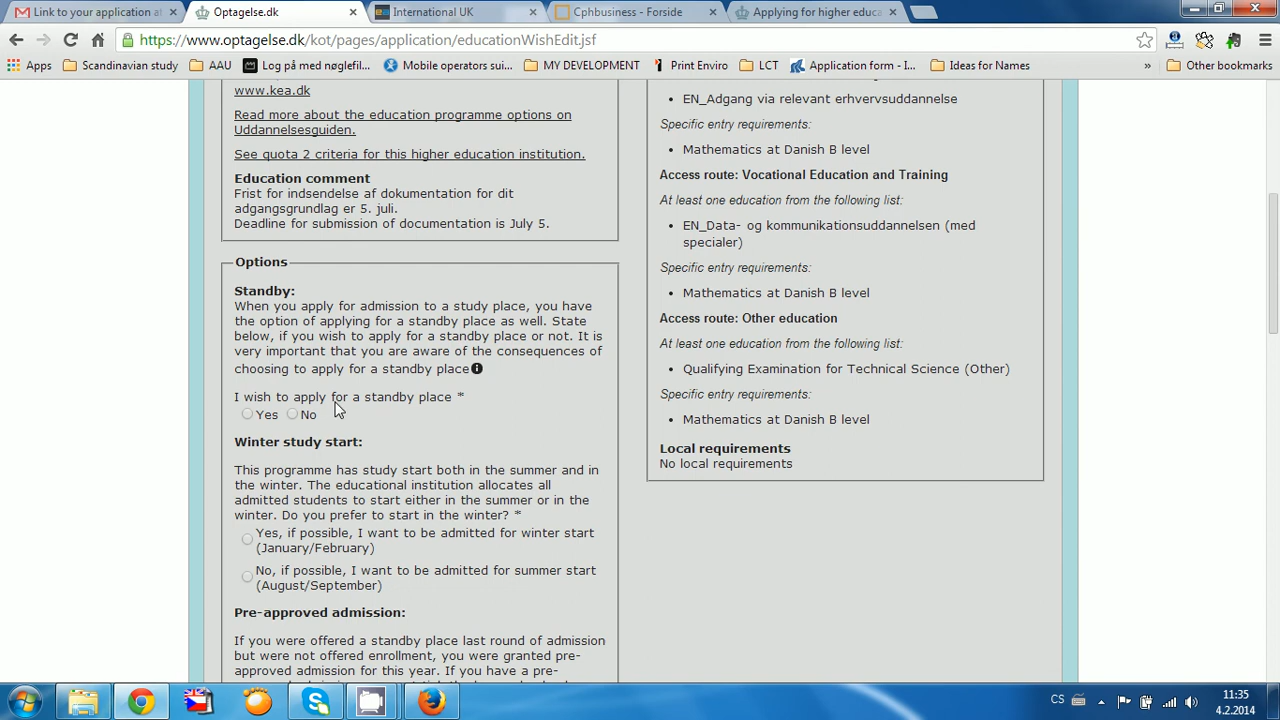 Link to your application a
Optagelse.dk
International UK
Cphbusiness - Forside
Applying for higher educa
https://www.optagelse.dk/kot/pages/application/educationWishEdit.jsf
Apps
Scandinavian study
AAU
Log på med nøglefil...
Mobile operators sui...
MY DEVELOPMENT
Print Enviro
LCT
Application form - I...
Ideas for Names
»
Other bookmarks
www.kea.dk
Read more about the education programme options on
Uddannelsesguiden.
See quota 2 criteria for this higher education institution.
Education comment
Frist for indsendelse af dokumentation for dit
adgangsgrundlag er 5. juli.
Deadline for submission of documentation is July 5.
Options
Standby:
When you apply for admission to a study place, you have
the option of applying for a standby place as well. State
below, if you wish to apply for a standby place or not. It is
very important that you are aware of the consequences of
choosing to apply for a standby place
I wish to apply for a standby place *
Yes No
Winter study start:
This programme has study start both in the summer and in
the winter. The educational institution allocates all
admitted students to start either in the summer or in the
winter. Do you prefer to start in the winter? *
Yes, if possible, I want to be admitted for winter start
(January/February)
No, if possible, I want to be admitted for summer start
(August/September)
Pre-approved admission:
If you were offered a standby place last round of admission
but were not offered enrollment, you were granted pre-
approved admission for this year. If you have a pre-
• EN_Adgang via relevant erhvervsuddannelse
Specific entry requirements:
• Mathematics at Danish B level
Access route: Vocational Education and Training
At least one education from the following list:
• EN_Data- og kommunikationsuddannelsen (med
specialer)
Specific entry requirements:
• Mathematics at Danish B level
Access route: Other education
At least one education from the following list:
• Qualifying Examination for Technical Science (Other)
Specific entry requirements:
• Mathematics at Danish B level
Local requirements
No local requirements
CS
11:35
4.2.2014